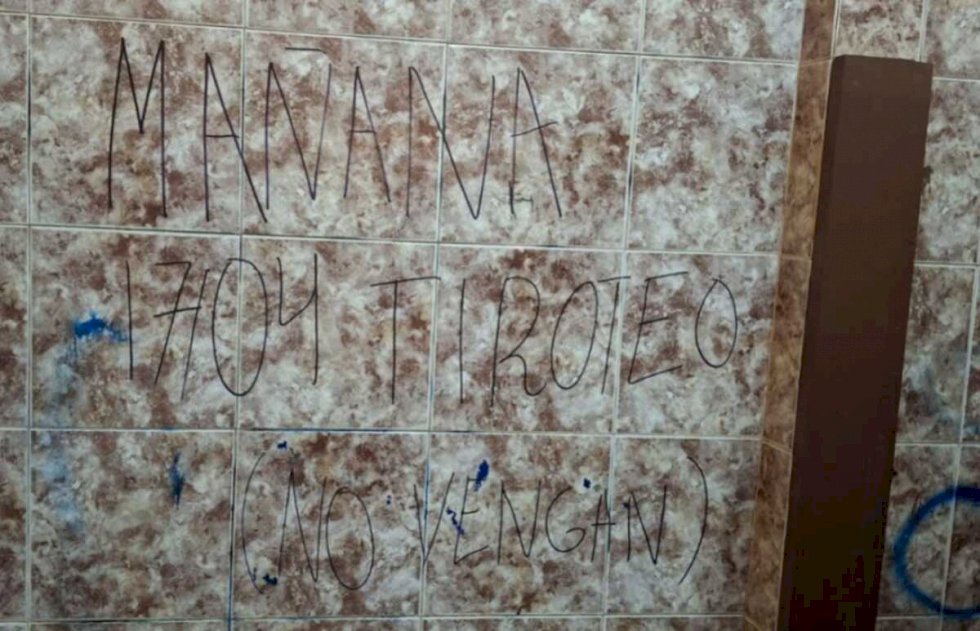 MAÑANA
17/04 TIROTEO
(NO VENGAN)